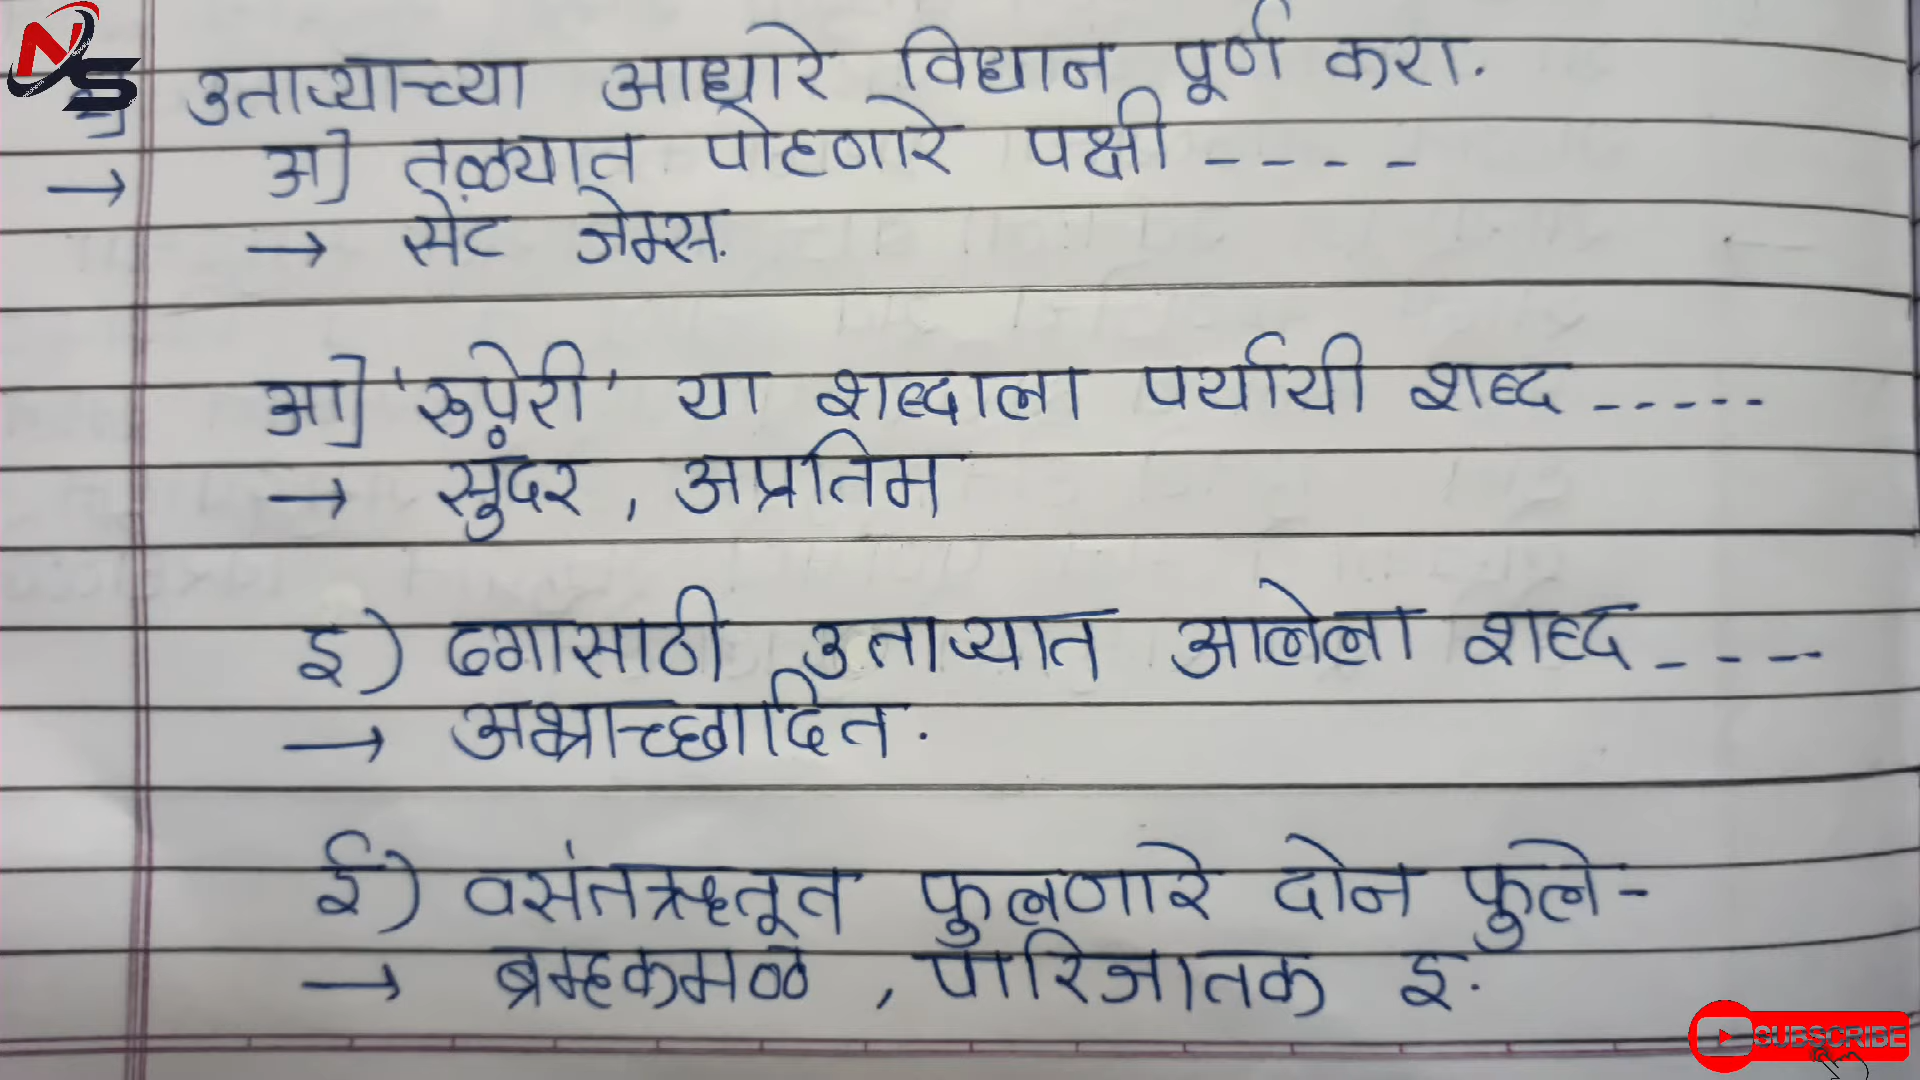 NS
उताऱ्याच्या आधारे विधान पूर्ण करा.
→ अ] तळ्यात पोहणारे पक्षी ----
→ सेंट जेम्स.
आ] 'रुपेरी' या शब्दाला पर्यायी शब्द -----
→ सुंदर, अप्रतिम
इ) ढगासाठी उताऱ्यात आलेला शब्द ----
→ अभ्राच्छादित.
ई) वसंतऋतूत फुलणारे दोन फुले-
→ ब्रम्हकमळ, पारिजातक इ.
SUBSCRIBE